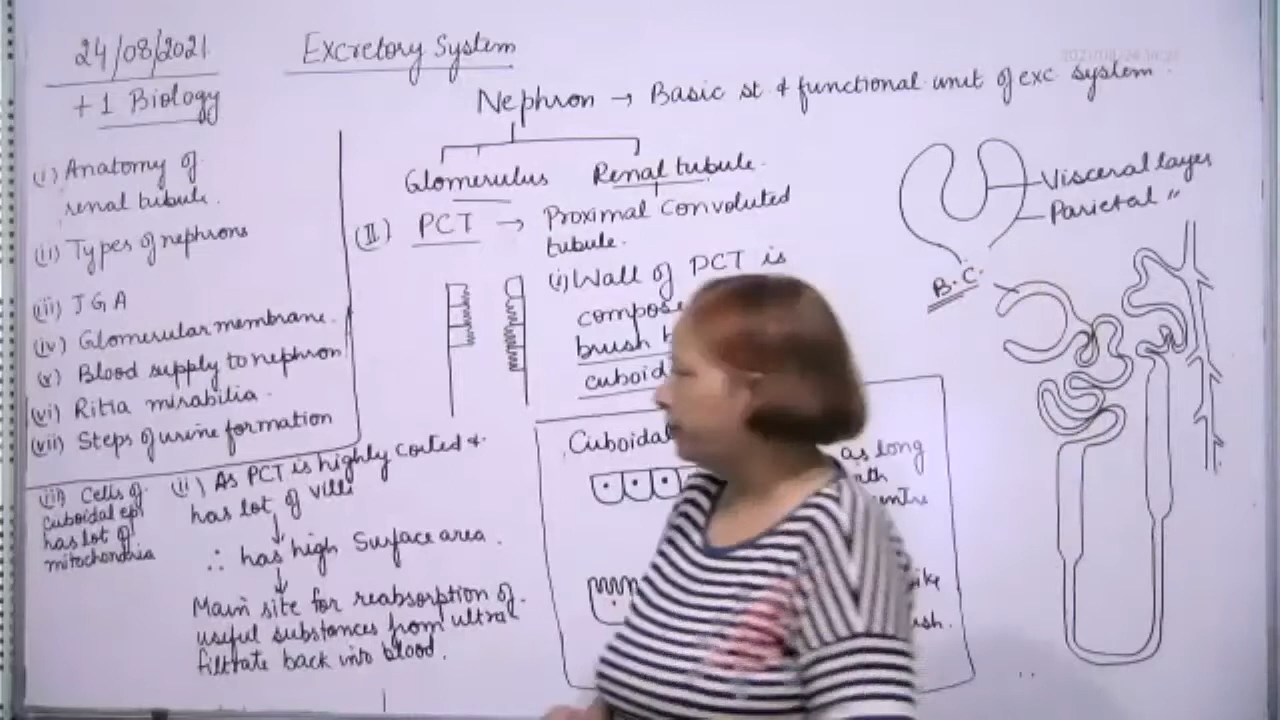 24/08/2021
+1 Biology
Excretory System
Nephron → Basic st & functional unit of exc system.
Glomerulus Renal tubule.
(i) Anatomy of
renal tubule.
(ii) Types of nephrons
(iii) JGA
(iv) Glomerular membrane.
(v) Blood supply to nephron
(vi) Ritia mirabilia.
(vii) Steps of urine formation
(II) PCT → Proximal convoluted
tubule.
(i) Wall of PCT is
compose
brush b
cuboid
(iii) Cells of
cuboidal epi
has lot of
mitochondria
(ii) As PCT is highly coiled +
has lot of villi
↓
∴ has high surface area.
↓
Main site for reabsorption of
useful substances from ultra
filtrate back into blood.
Cuboidal
as long
ike
ush.
Visceral layer
Parietal "
B.C.